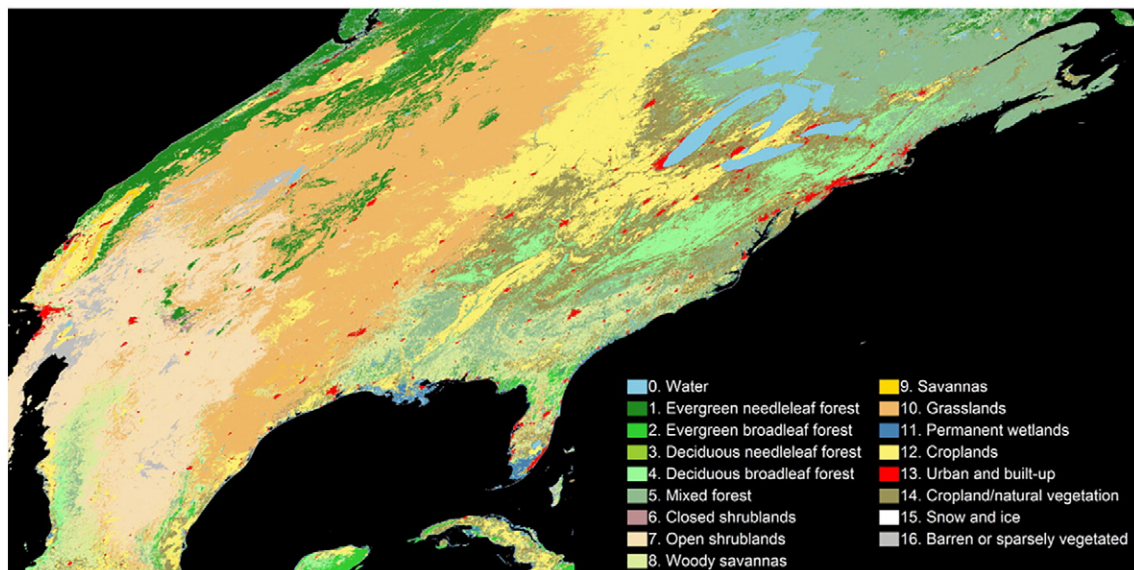 0. Water
1. Evergreen needleleaf forest
2. Evergreen broadleaf forest
3. Deciduous needleleaf forest
4. Deciduous broadleaf forest
5. Mixed forest
6. Closed shrublands
7. Open shrublands
8. Woody savannas
9. Savannas
10. Grasslands
11. Permanent wetlands
12. Croplands
13. Urban and built-up
14. Cropland/natural vegetation
15. Snow and ice
16. Barren or sparsely vegetated